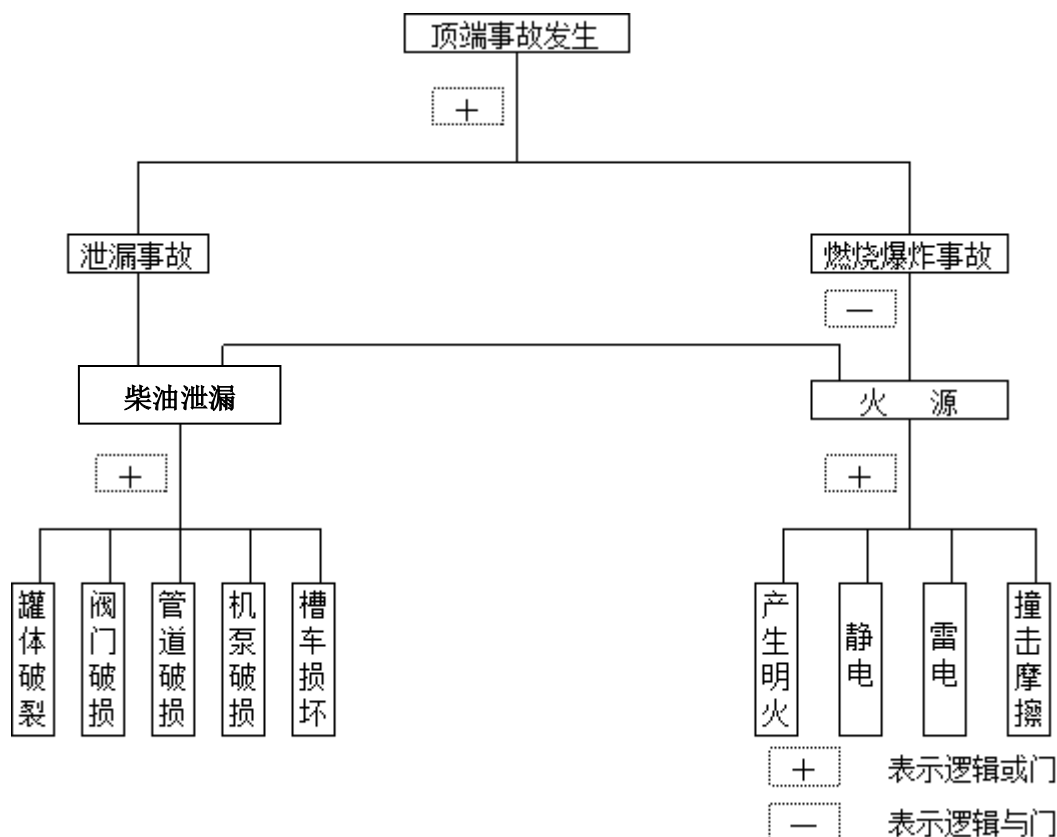 顶端事故发生
+
泄漏事故
燃烧爆炸事故
—
柴油泄漏
火 源
+
+
罐体破裂
阀门破损
管道破损
机泵破损
槽车损坏
产生明火
静电
雷电
撞击摩擦
+ 表示逻辑或门
— 表示逻辑与门